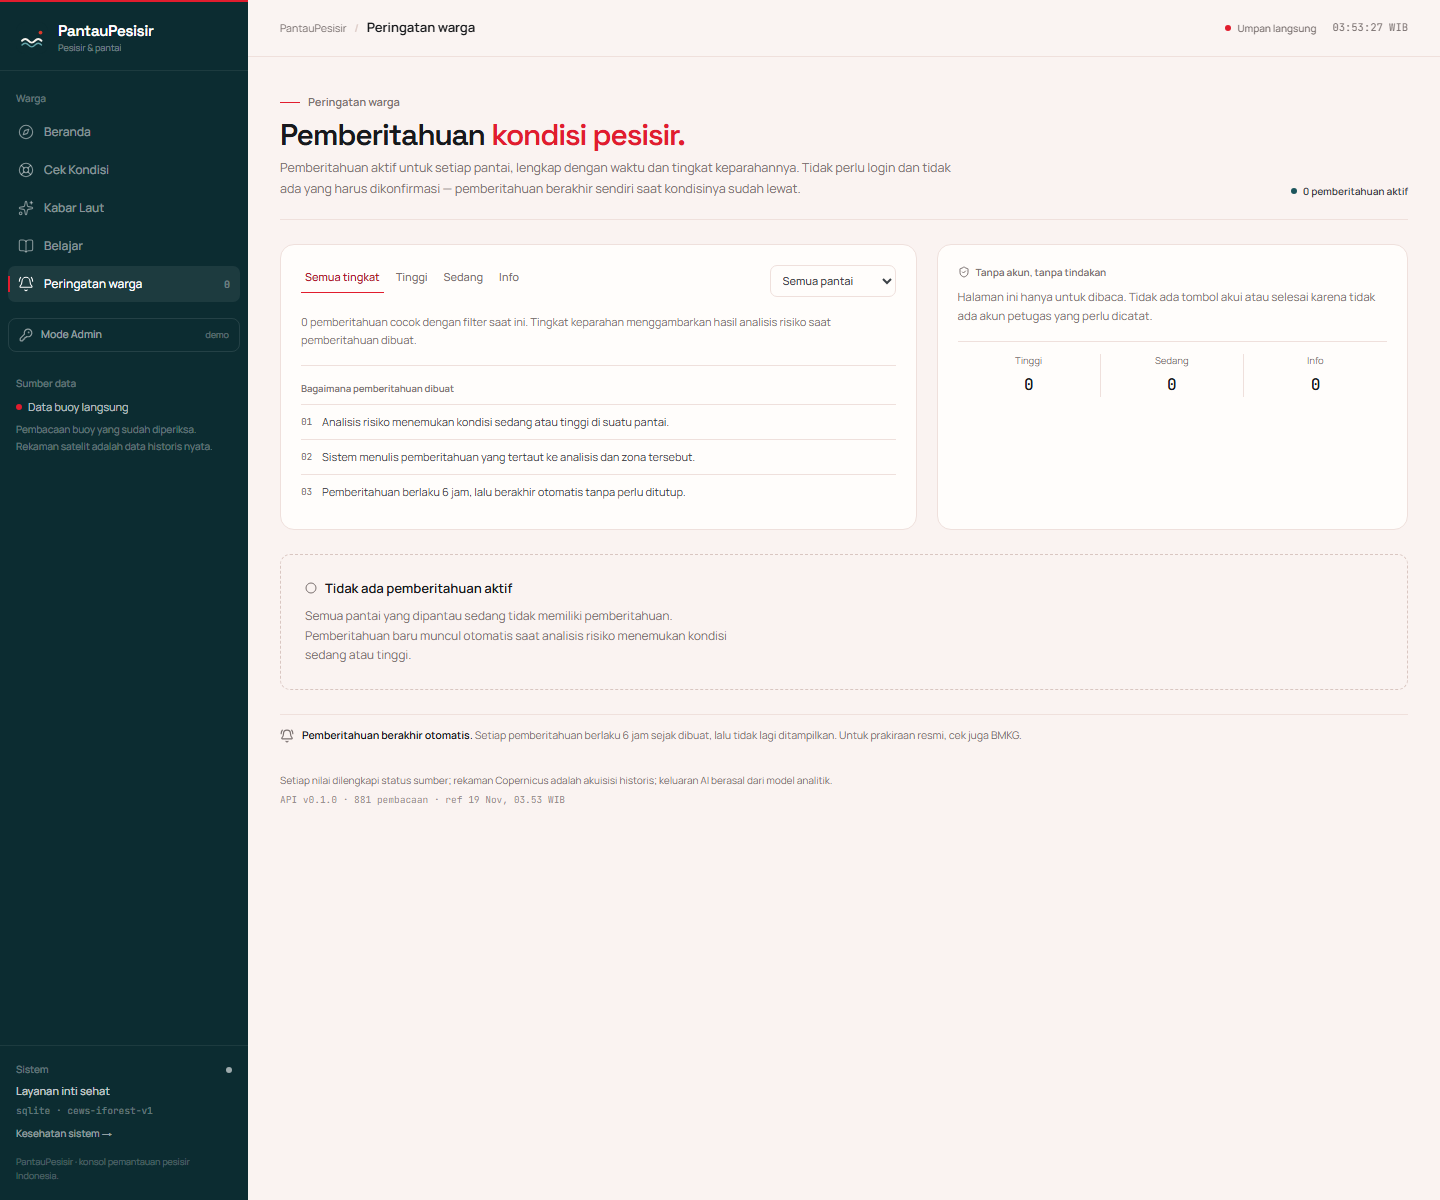 PantauPesisir
Pesisir & pantai
Warga
Beranda
Cek Kondisi
Kabar Laut
Belajar
Peringatan warga 0
Mode Admin demo
Sumber data
Data buoy langsung
Pembacaan buoy yang sudah diperiksa.
Rekaman satelit adalah data historis nyata.
Sistem
Layanan inti sehat
sqlite · cews-iforest-v1
Kesehatan sistem →
PantauPesisir · konsol pemantauan pesisir
Indonesia.
PantauPesisir / Peringatan warga
Umpan langsung 03:53:27 WIB
Peringatan warga
Pemberitahuan kondisi pesisir.
Pemberitahuan aktif untuk setiap pantai, lengkap dengan waktu dan tingkat keparahannya. Tidak perlu login dan tidak
ada yang harus dikonfirmasi — pemberitahuan berakhir sendiri saat kondisinya sudah lewat.
0 pemberitahuan aktif
Semua tingkat Tinggi Sedang Info Semua pantai
0 pemberitahuan cocok dengan filter saat ini. Tingkat keparahan menggambarkan hasil analisis risiko saat
pemberitahuan dibuat.
Bagaimana pemberitahuan dibuat
01 Analisis risiko menemukan kondisi sedang atau tinggi di suatu pantai.
02 Sistem menulis pemberitahuan yang tertaut ke analisis dan zona tersebut.
03 Pemberitahuan berlaku 6 jam, lalu berakhir otomatis tanpa perlu ditutup.
Tanpa akun, tanpa tindakan
Halaman ini hanya untuk dibaca. Tidak ada tombol akui atau selesai karena tidak
ada akun petugas yang perlu dicatat.
Tinggi Sedang Info
0 0 0
Tidak ada pemberitahuan aktif
Semua pantai yang dipantau sedang tidak memiliki pemberitahuan.
Pemberitahuan baru muncul otomatis saat analisis risiko menemukan kondisi
sedang atau tinggi.
Pemberitahuan berakhir otomatis. Setiap pemberitahuan berlaku 6 jam sejak dibuat, lalu tidak lagi ditampilkan. Untuk prakiraan resmi, cek juga BMKG.
Setiap nilai dilengkapi status sumber; rekaman Copernicus adalah akuisisi historis; keluaran AI berasal dari model analitik.
API v0.1.0 · 881 pembacaan · ref 19 Nov, 03.53 WIB